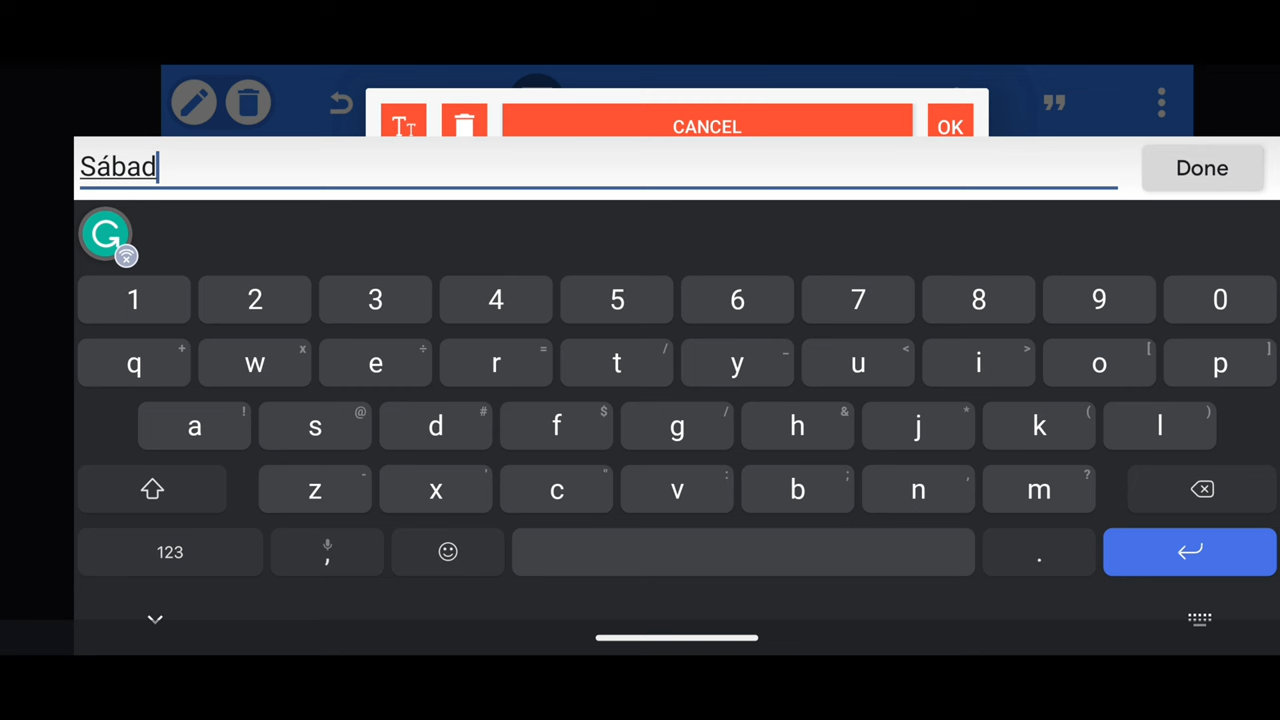 CANCEL
OK
Sábad
Done
1 2 3 4 5 6 7 8 9 0
q + w x e ÷ r = t / y _ u < i > o [ p ]
a ! s @ d # f $ g / h & j * k ( l )
z - x ' c " v : b ; n , m ?
123 , .